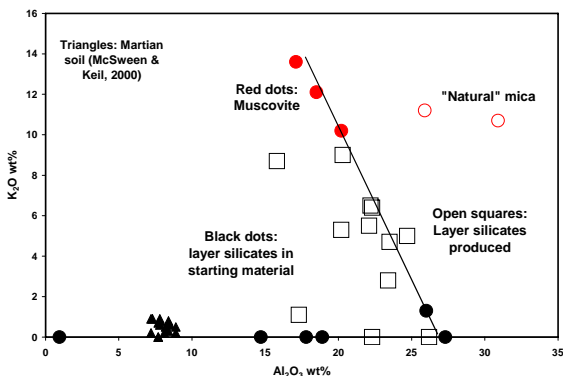 16
14
12
10
8
6
4
2
0
K₂O wt%
Triangles: Martian
soil (McSween &
Keil, 2000)
Red dots:
Muscovite
"Natural" mica
Black dots:
layer silicates in
starting material
Open squares:
Layer silicates
produced
0
5
10
15
20
25
30
35
Al₂O₃ wt%